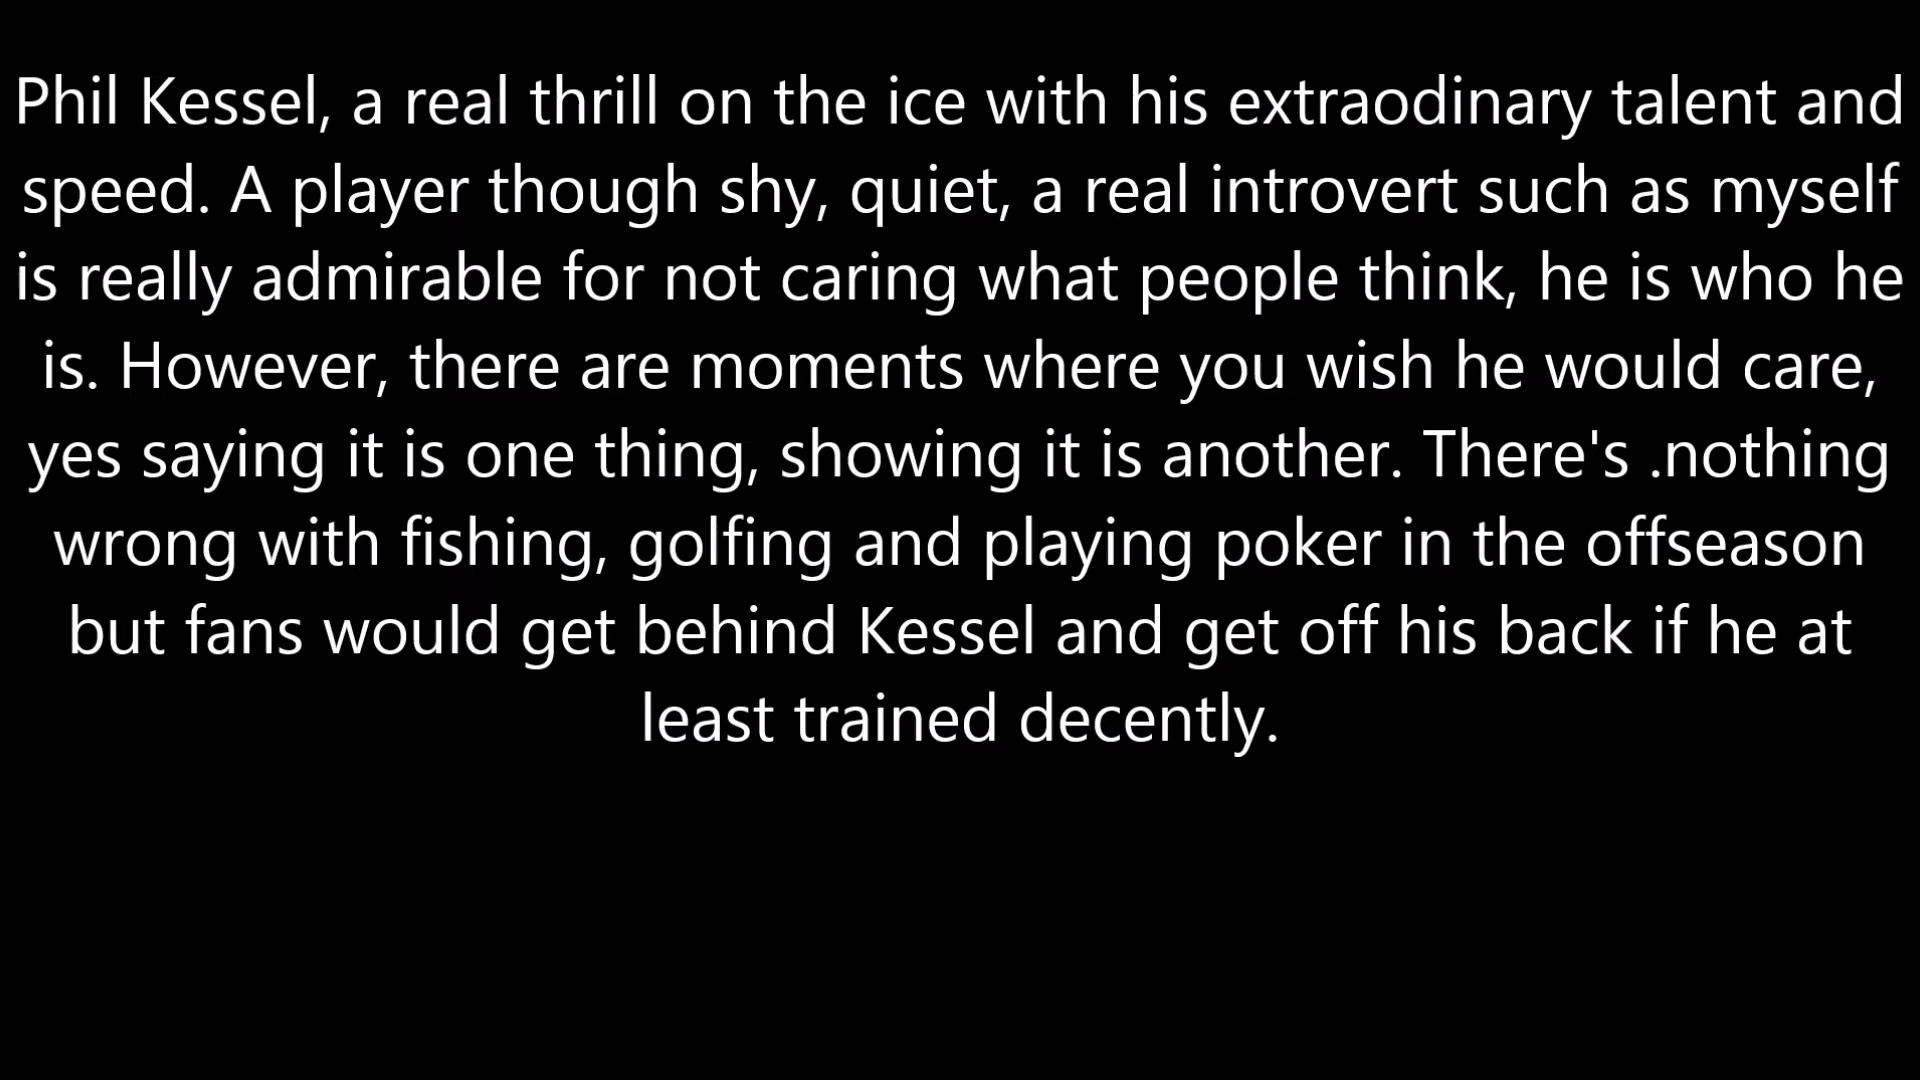 Phil Kessel, a real thrill on the ice with his extraodinary talent and
speed. A player though shy, quiet, a real introvert such as myself
is really admirable for not caring what people think, he is who he
is. However, there are moments where you wish he would care,
yes saying it is one thing, showing it is another. There's .nothing
wrong with fishing, golfing and playing poker in the offseason
but fans would get behind Kessel and get off his back if he at
least trained decently.